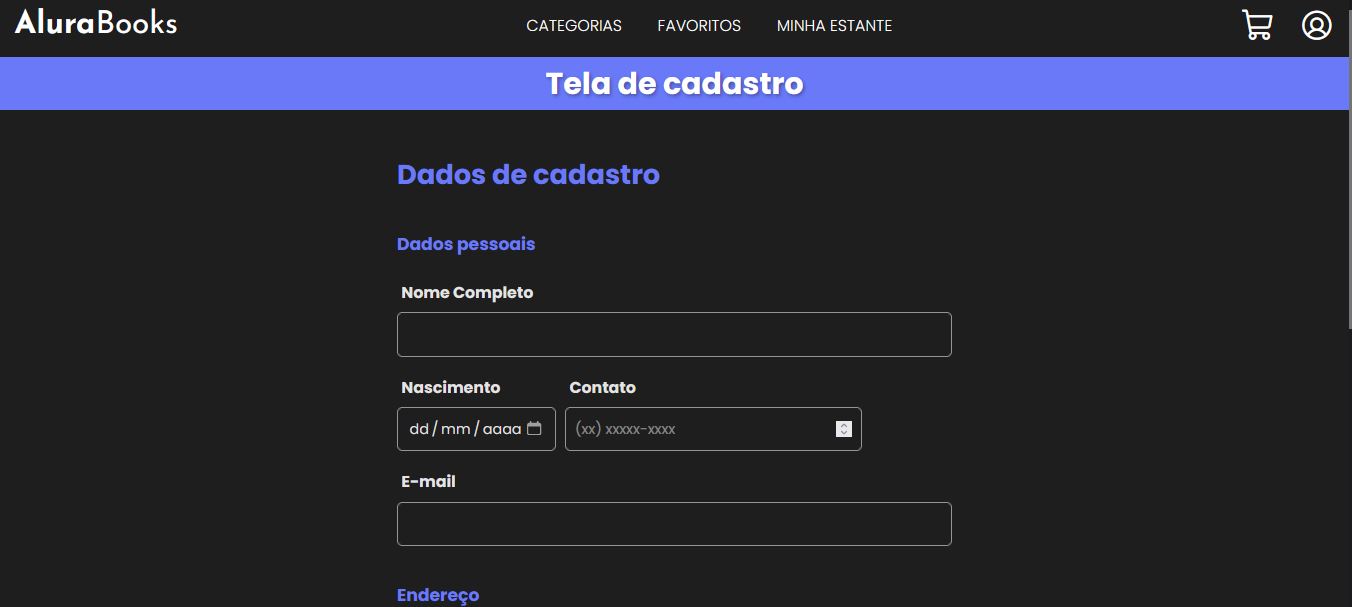 AluraBooks
CATEGORIAS FAVORITOS MINHA ESTANTE
Tela de cadastro
Dados de cadastro
Dados pessoais
Nome Completo
Nascimento Contato
dd / mm / aaaa (xx) xxxxx-xxxx
E-mail
Endereço